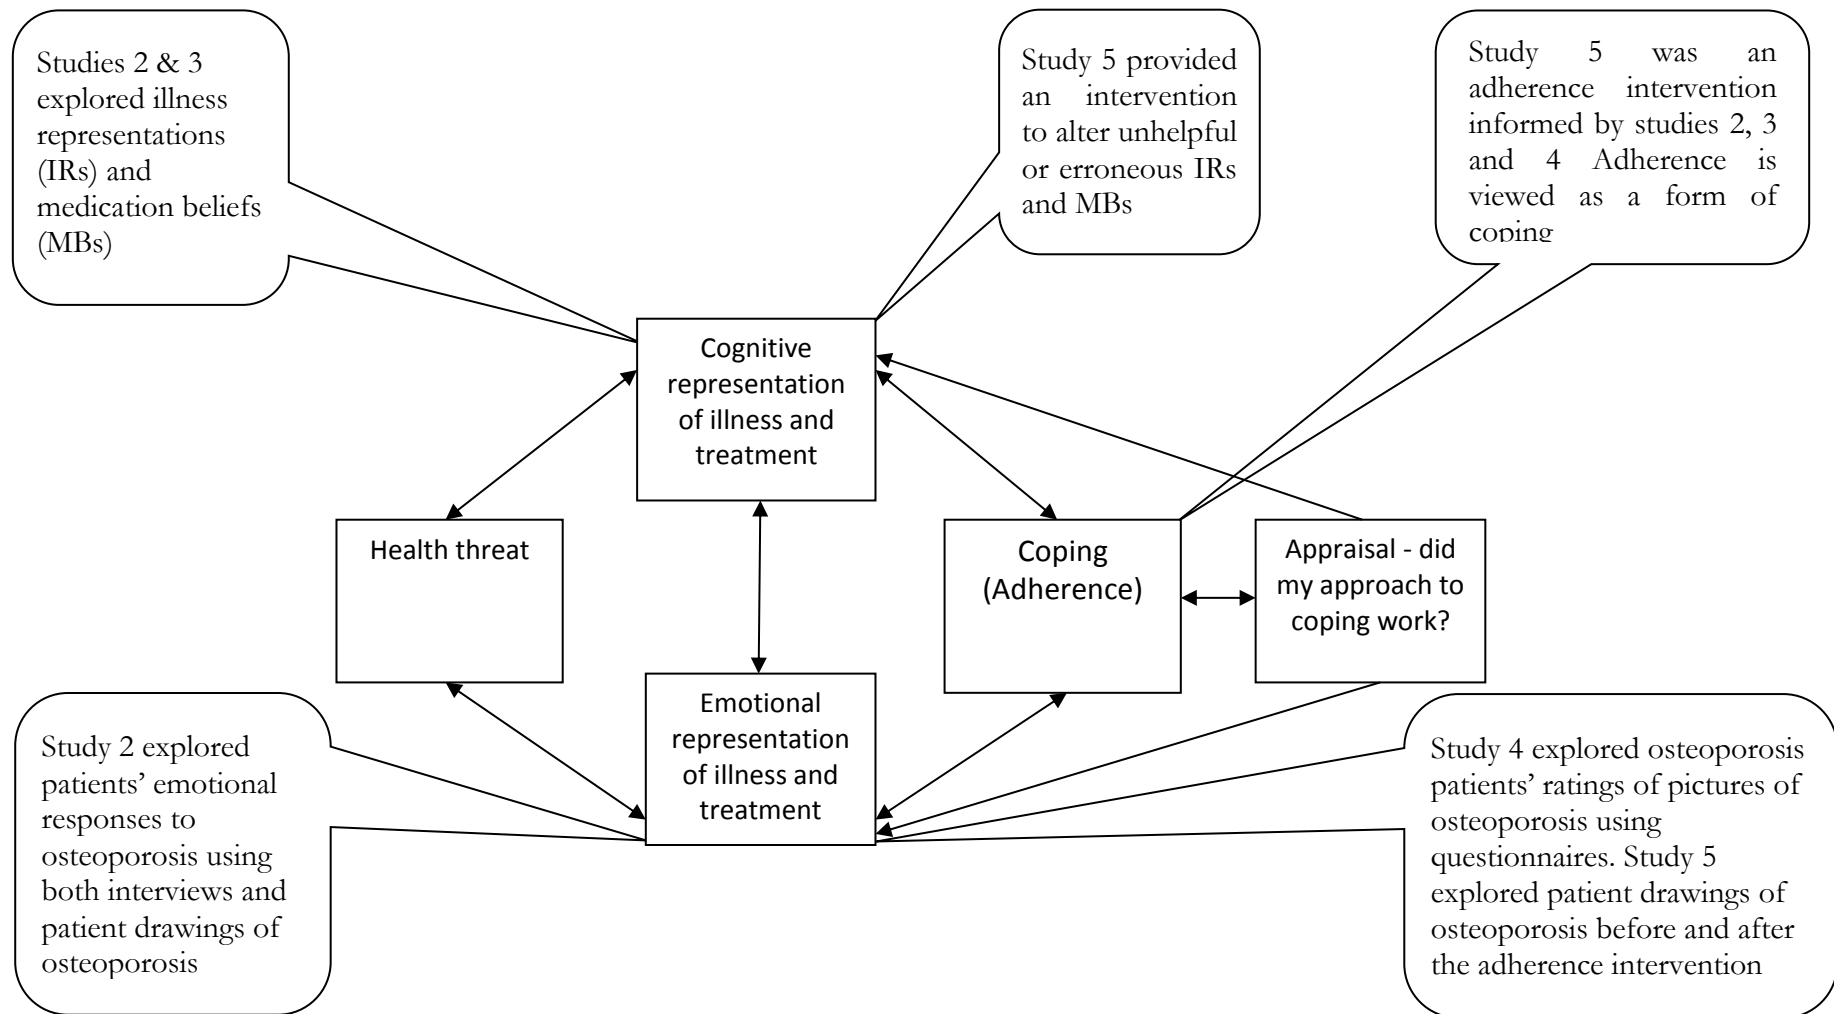 Studies 2 & 3
explored illness
representations
(IRs) and
medication beliefs
(MBs)
Study 5 provided
an intervention
to alter unhelpful
or erroneous IRs
and MBs
Study 5 was an
adherence intervention
informed by studies 2, 3
and 4 Adherence is
viewed as a form of
coping
Cognitive
representation
of illness and
treatment
Health threat
Coping
(Adherence)
Appraisal - did
my approach to
coping work?
Emotional
representation
of illness and
treatment
Study 2 explored
patients’ emotional
responses to
osteoporosis using
both interviews and
patient drawings of
osteoporosis
Study 4 explored osteoporosis
patients’ ratings of pictures of
osteoporosis using
questionnaires. Study 5
explored patient drawings of
osteoporosis before and after
the adherence intervention